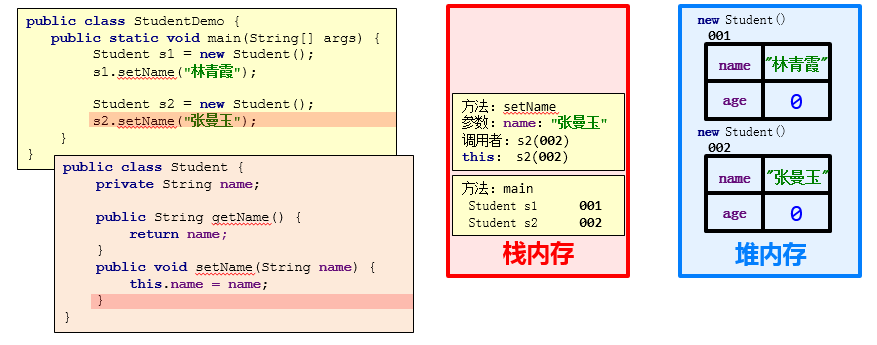 public class StudentDemo {
public static void main(String[] args) {
Student s1 = new Student();
s1.setName("林青霞");
Student s2 = new Student();
s2.setName("张曼玉");
}
}
public class Student {
private String name;
public String getName() {
return name;
}
public void setName(String name) {
this.name = name;
}
}
方法：setName
参数：name："张曼玉"
调用者：s2(002)
this： s2(002)
方法：main
Student s1 001
Student s2 002
栈内存
new Student()
001
name "林青霞"
age 0
new Student()
002
name "张曼玉"
age 0
堆内存